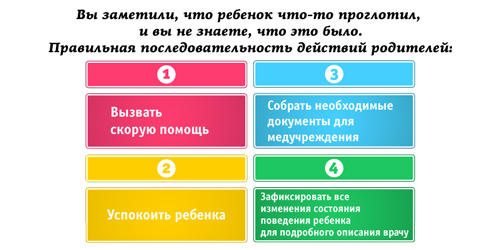 Вы заметили, что ребенок что-то проглотил,
и вы не знаете, что это было.
Правильная последовательность действий родителей:
1
Вызвать
скорую помощь
2
Успокоить ребенка
3
Собрать необходимые
документы для
медучреждения
4
Зафиксировать все
изменения состояния
поведения ребенка
для подробного описания врачу